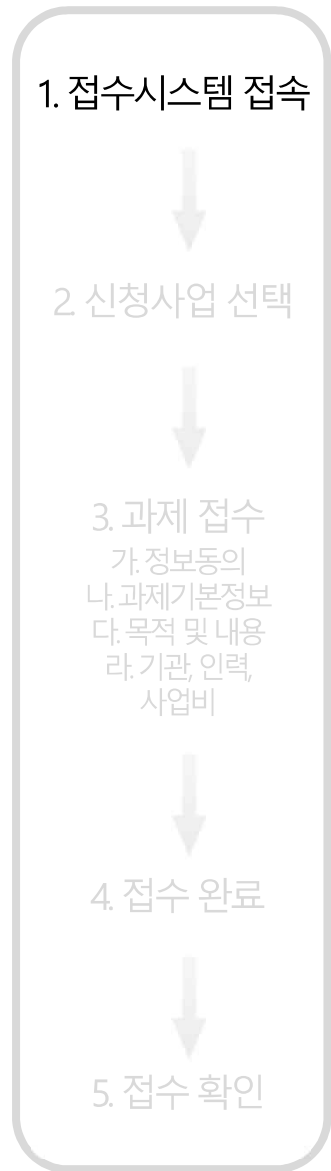 1. 접수시스템 접속
2. 신청사업 선택
3. 과제 접수
가. 정보동의
나. 과제기본정보
다. 목적 및 내용
라. 기관, 인력,
사업비
4. 접수 완료
5. 접수 확인